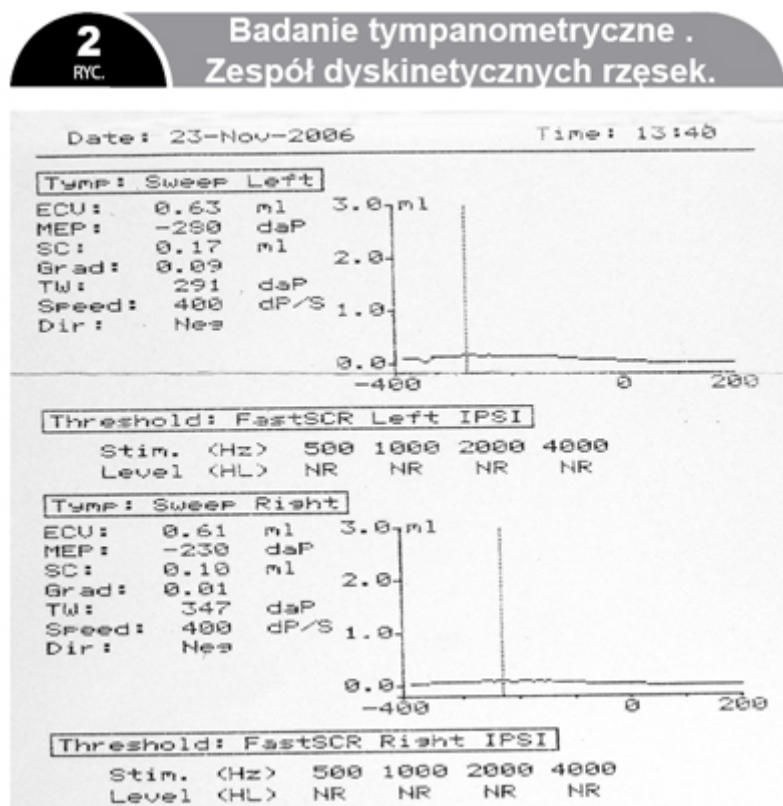 2
RYC.
Badanie tympanometryczne .
Zespół dyskinetycznych rzęsek.
Date: 23-Nov-2006 Time: 13:40
Tymp: Sweep Left
ECV: 0.63 ml
MEP: -280 daP
SC: 0.17 ml
Grad: 0.09
TW: 291 daP
Speed: 400 dP/S
Dir: Neg
3.0 ml
2.0
1.0
0.0
-400 0 200
Threshold: FastSCR Left IPSI
Stim. (Hz) 500 1000 2000 4000
Level (HL) NR NR NR NR
Tymp: Sweep Right
ECV: 0.61 ml
MEP: -230 daP
SC: 0.10 ml
Grad: 0.01
TW: 347 daP
Speed: 400 dP/S
Dir: Neg
3.0 ml
2.0
1.0
0.0
-400 0 200
Threshold: FastSCR Right IPSI
Stim. (Hz) 500 1000 2000 4000
Level (HL) NR NR NR NR